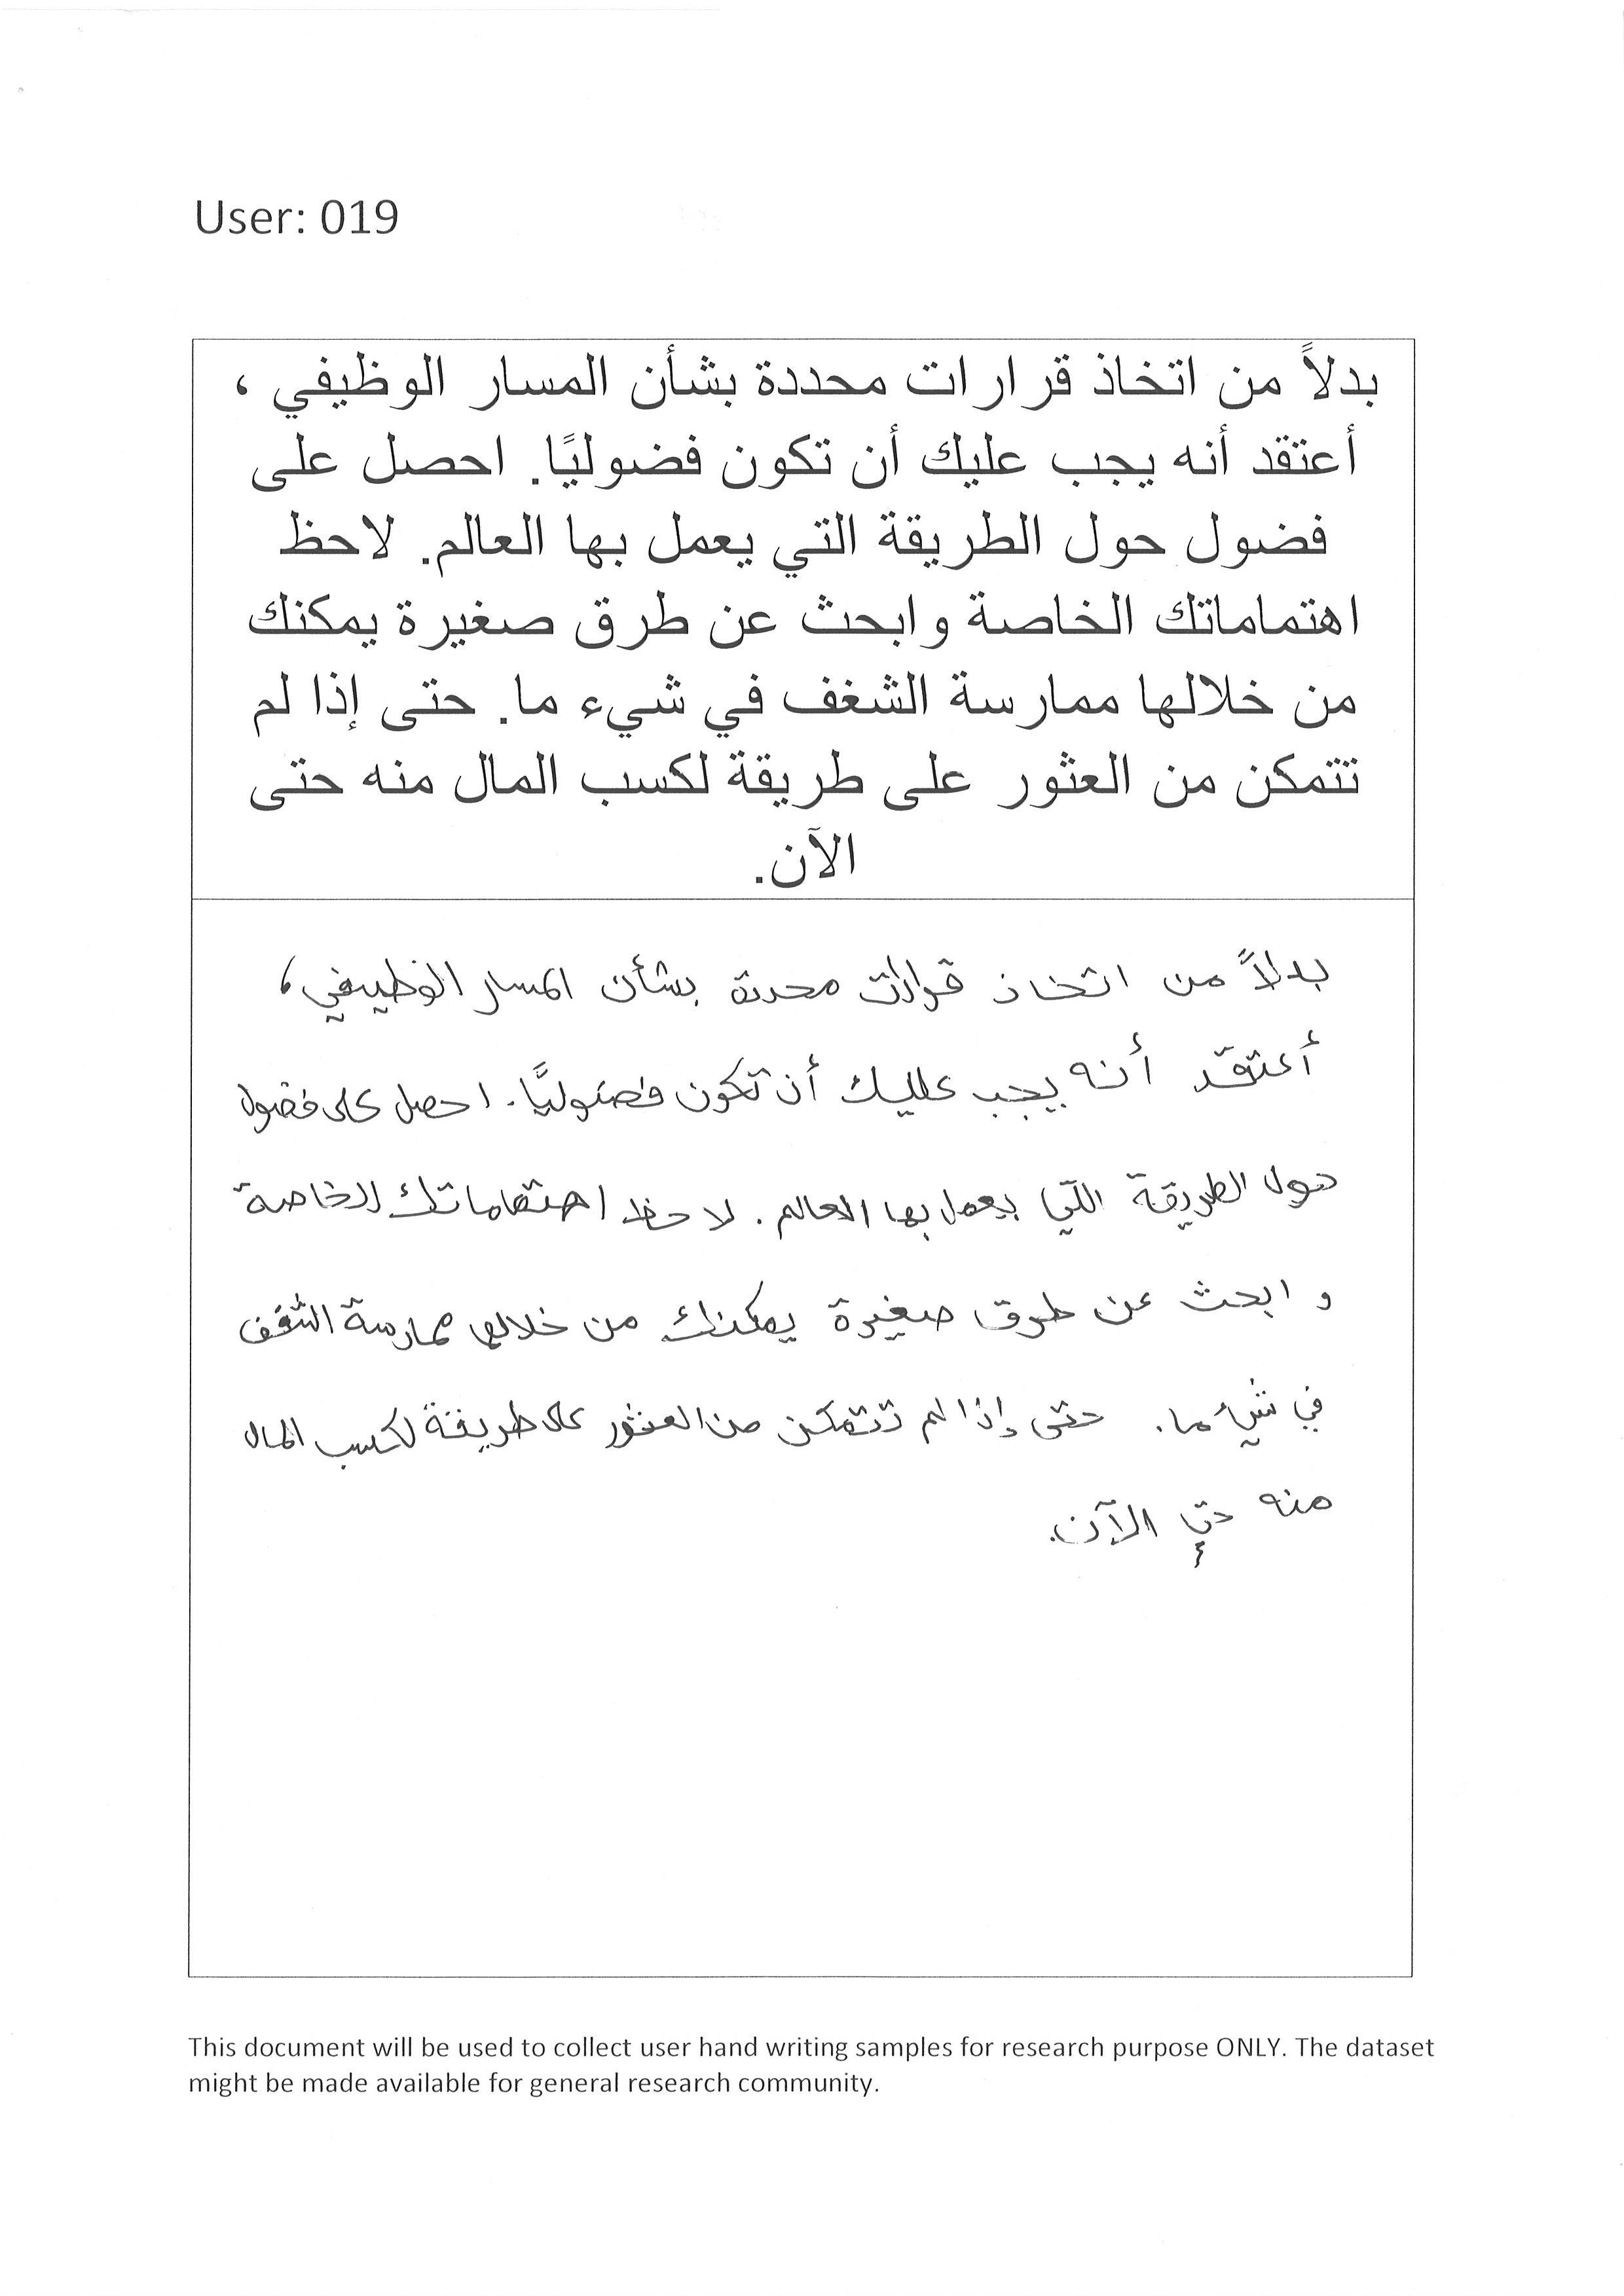 User: 019
بدلاً من اتخاذ قرارات محددة بشأن المسار الوظيفي ،
أعتقد أنه يجب عليك أن تكون فضوليًا. احصل على
فضول حول الطريقة التي يعمل بها العالم. لاحظ
اهتماماتك الخاصة وابحث عن طرق صغيرة يمكنك
من خلالها ممارسة الشغف في شيء ما. حتى إذا لم
تتمكن من العثور على طريقة لكسب المال منه حتى
الآن.
بدلاً من اتخاذ قرارات محددة بشأن المسار الوظيفي،
أعتقد أنه يجب عليك أن تكون فضوليًا. احصل على فضول
حول الطريقة التي يعمل بها العالم. لاحظ اهتماماتك الخاصة
و ابحث عن طرق صغيرة يمكنك من خلالها ممارسة الشغف
في شيء ما. حتى إذا لم تتمكن من العثور على طريقة لكسب المال
منه حتى الآن.
This document will be used to collect user hand writing samples for research purpose ONLY. The dataset
might be made available for general research community.